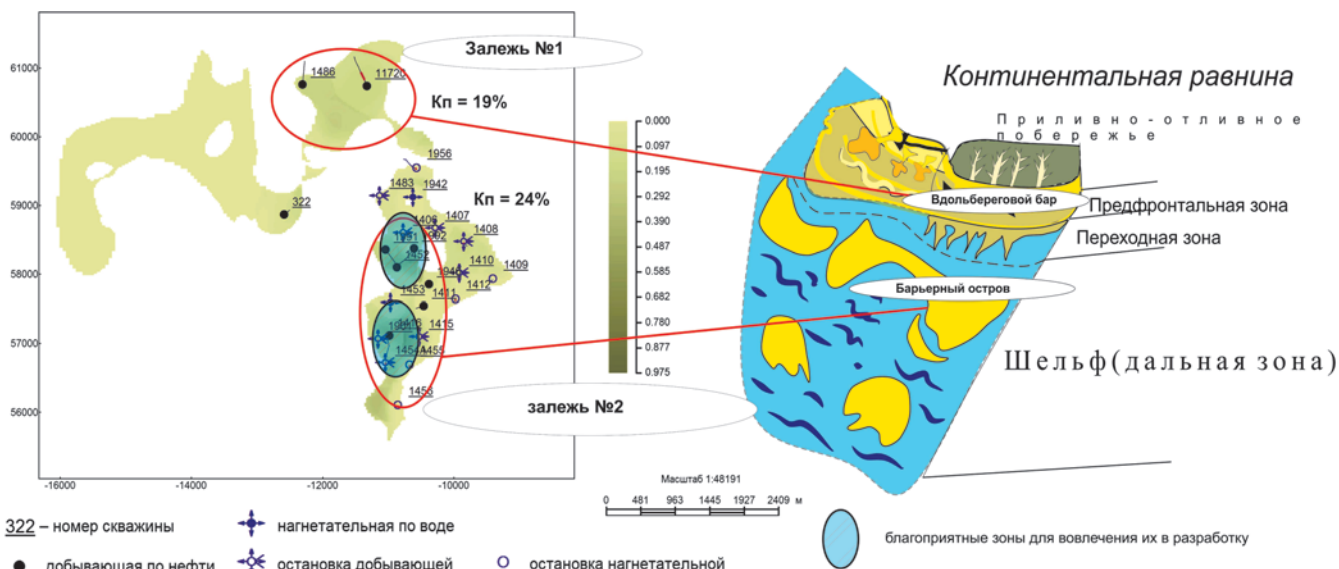 Залежь №1
61000
1486
11720
Континентальная равнина
Кп = 19%
Приливно-отливное
побережье
0.000
0.097
0.195
0.292
0.390
0.487
0.585
0.682
0.780
0.877
0.975
60000
1956
1483
1942
Кп = 24%
59000
322
1406
1407
1408
1452
1410
1409
58000
1946
1412
1453
1411
1415
57000
1454
1455
56000
1456
Вдольбереговой бар
Предфронтальная зона
Переходная зона
Барьерный остров
Шельф(дальная зона)
залежь №2
-16000
-14000
-12000
-10000
Масштаб 1:48191
0 481 963 1445 1927 2409 м
322 – номер скважины
нагнетательная по воде
благоприятные зоны для вовлечения их в разработку
добывающая по нефти
остановка добывающей
остановка нагнетательной